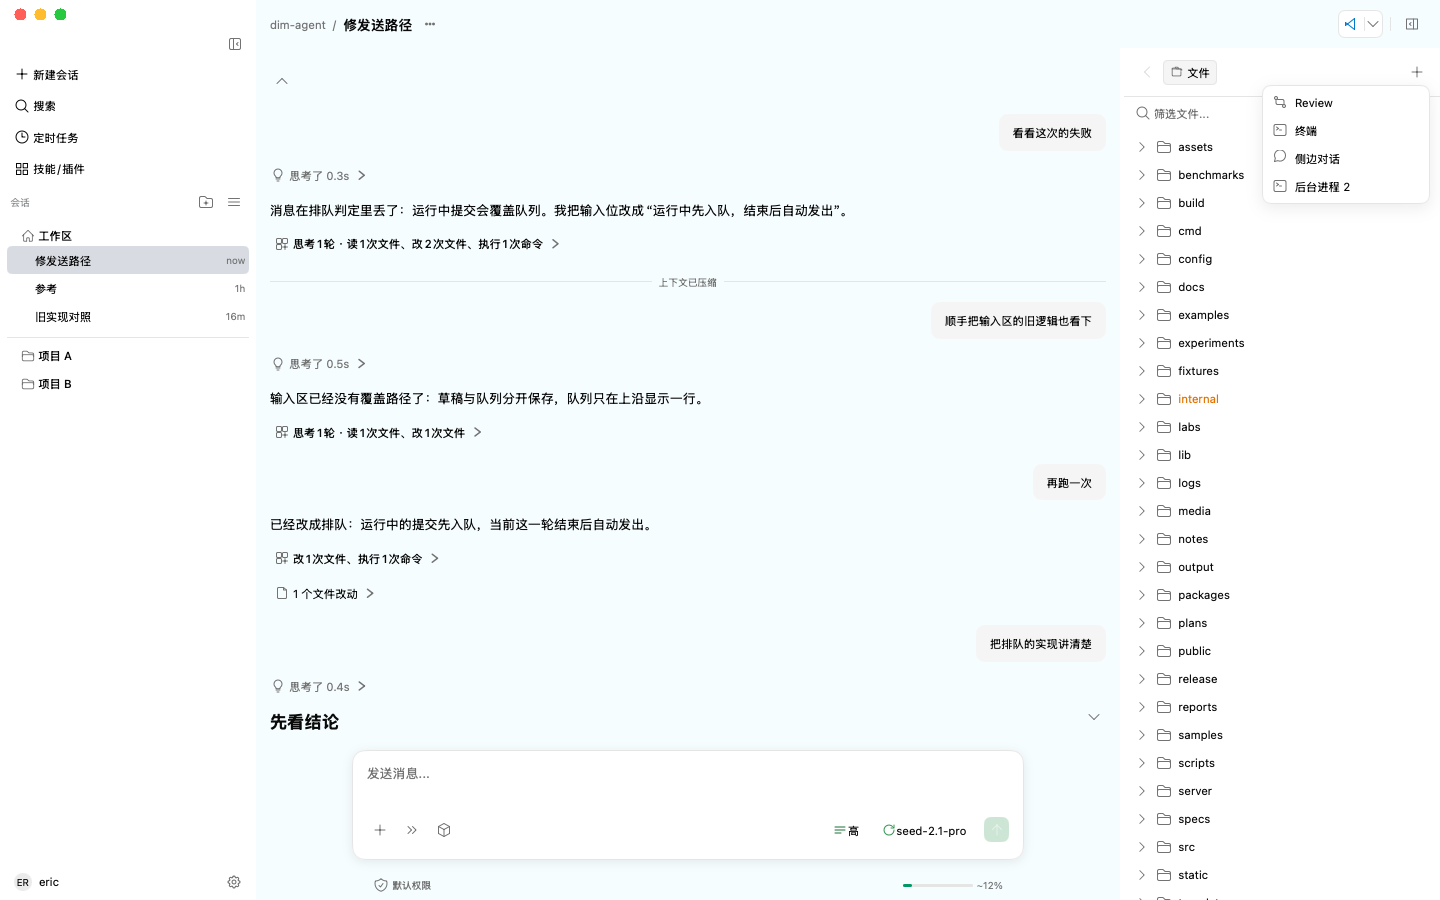 新建会话
搜索
定时任务
技能/插件
会话
工作区
修发送路径 now
参考 1h
旧实现对照 16m
项目 A
项目 B
ER eric
dim-agent / 修发送路径 ···
看看这次的失败
思考了 0.3s
消息在排队判定里丢了：运行中提交会覆盖队列。我把输入位改成“运行中先入队，结束后自动发出”。
思考1轮 · 读1次文件、改2次文件、执行1次命令
上下文已压缩
顺手把输入区的旧逻辑也看下
思考了 0.5s
输入区已经没有覆盖路径了：草稿与队列分开保存，队列只在上沿显示一行。
思考1轮 · 读1次文件、改1次文件
再跑一次
已经改成排队：运行中的提交先入队，当前这一轮结束后自动发出。
改1次文件、执行1次命令
1 个文件改动
把排队的实现讲清楚
思考了 0.4s
先看结论
发送消息...
高
seed-2.1-pro
默认权限
~12%
文件
筛选文件...
Review
终端
侧边对话
后台进程 2
assets
benchmarks
build
cmd
config
docs
examples
experiments
fixtures
internal
labs
lib
logs
media
notes
output
packages
plans
public
release
reports
samples
scripts
server
specs
src
static